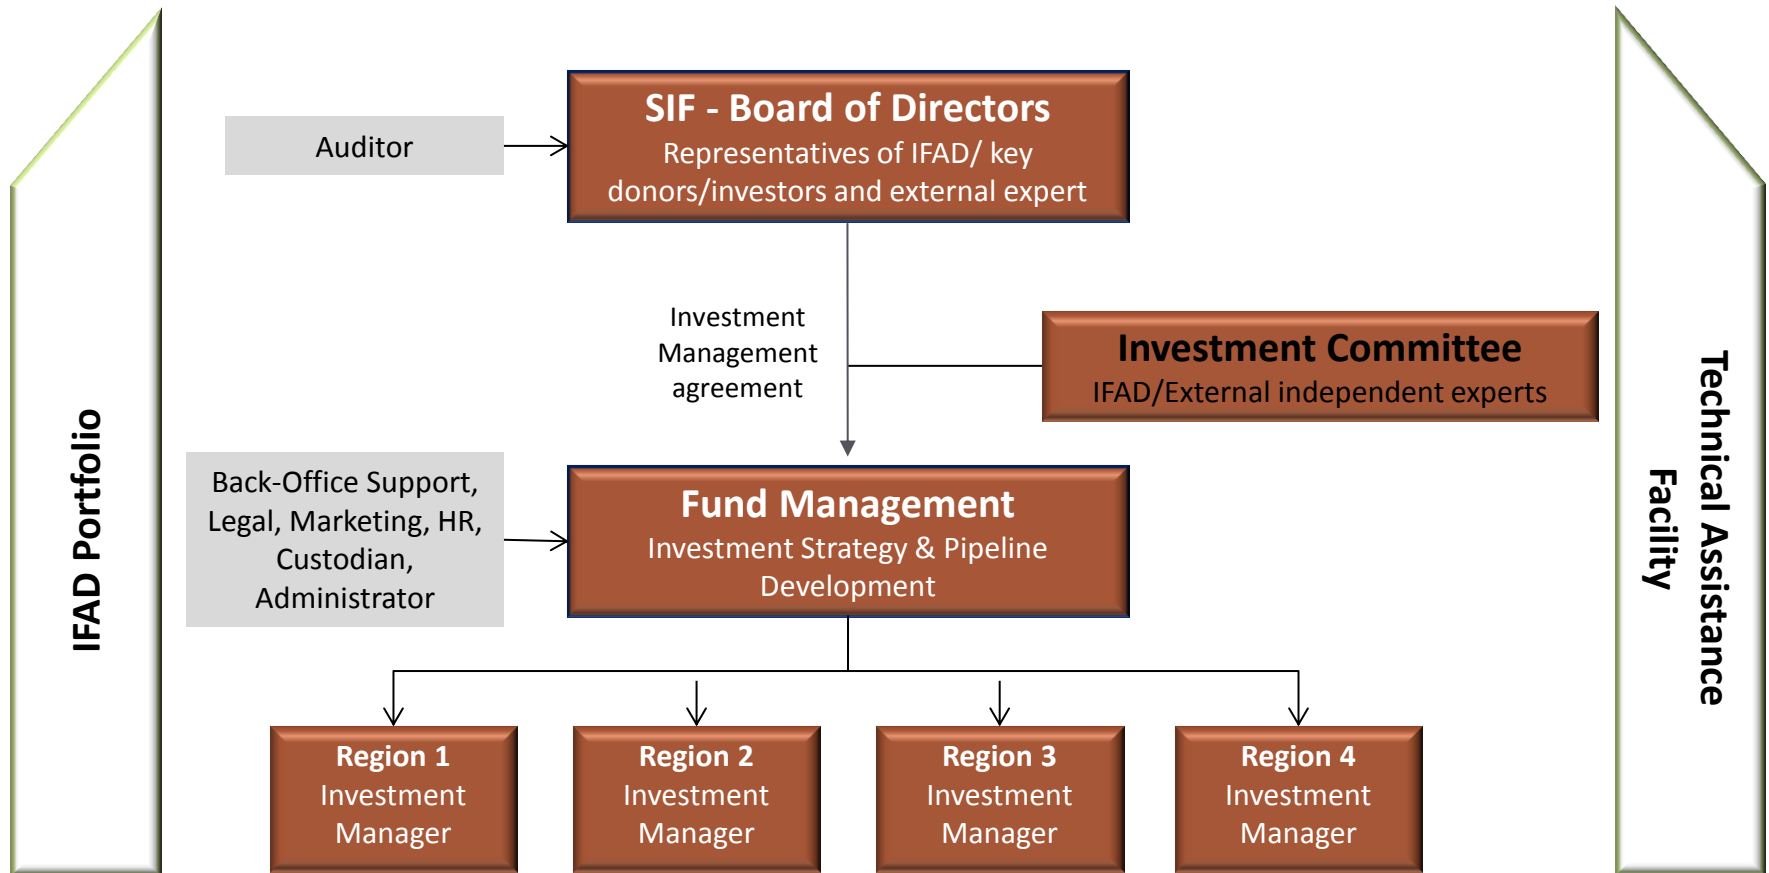 SIF - Board of Directors
Representatives of IFAD/ key
donors/investors and external expert
Auditor
Investment
Management
agreement
Investment Committee
IFAD/External independent experts
IFAD Portfolio
Technical Assistance
Facility
Back-Office Support,
Legal, Marketing, HR,
Custodian,
Administrator
Fund Management
Investment Strategy & Pipeline
Development
Region 1
Investment
Manager
Region 2
Investment
Manager
Region 3
Investment
Manager
Region 4
Investment
Manager